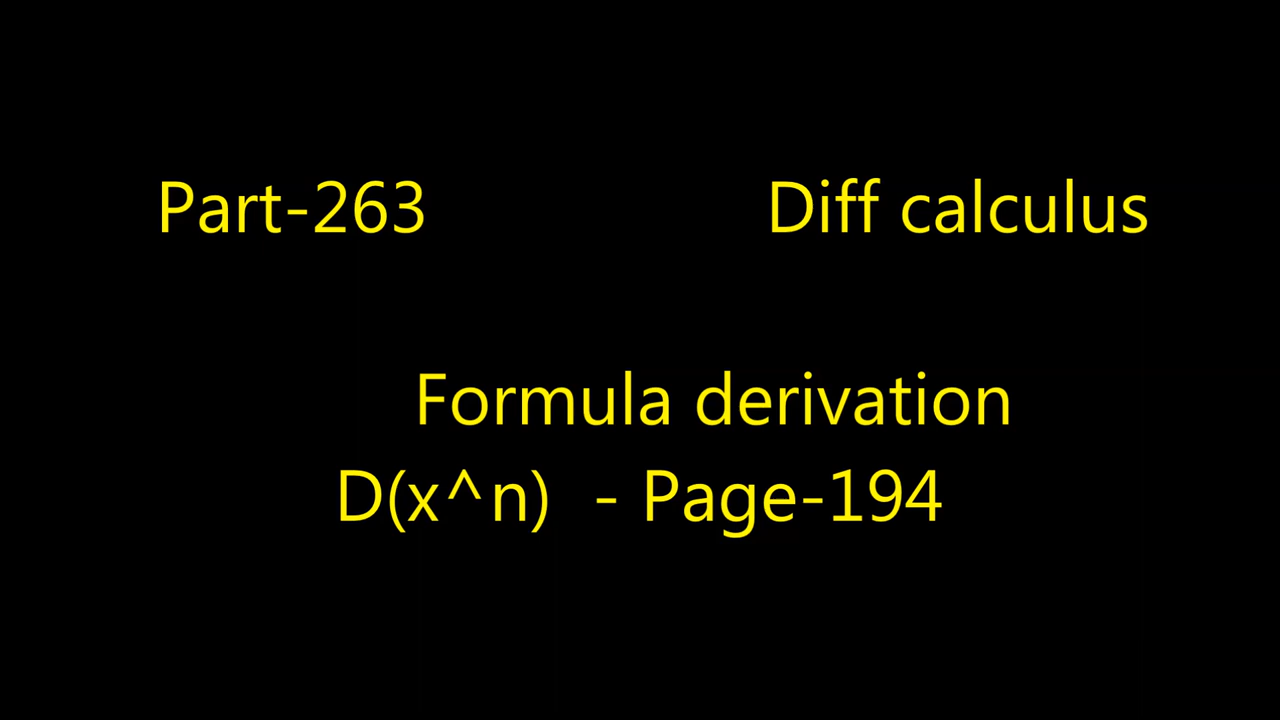 Part-263 Diff calculus
Formula derivation
D(x^n) - Page-194